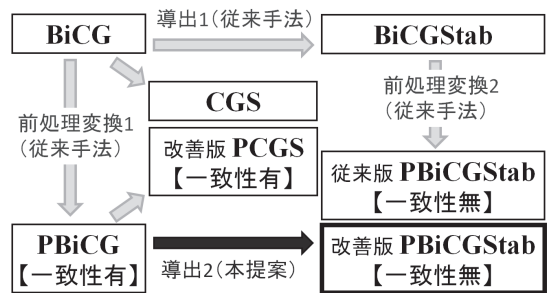 BiCG
導出1(従来手法)
BiCGStab
前処理変換1
(従来手法)
CGS
前処理変換2
(従来手法)
改善版 PCGS
【一致性有】
従来版 PBiCGStab
【一致性無】
PBiCG
【一致性有】
導出2(本提案)
改善版 PBiCGStab
【一致性無】